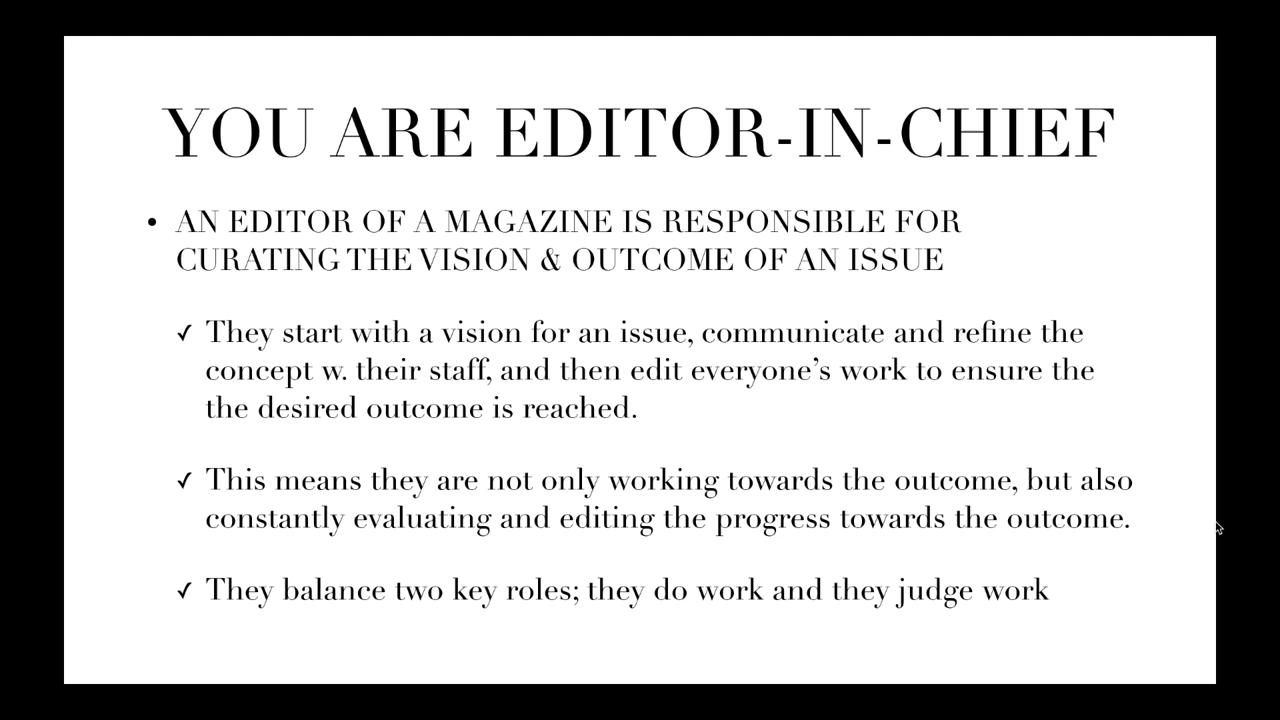 YOU ARE EDITOR-IN-CHIEF
• AN EDITOR OF A MAGAZINE IS RESPONSIBLE FOR
CURATING THE VISION & OUTCOME OF AN ISSUE
✓ They start with a vision for an issue, communicate and refine the
concept w. their staff, and then edit everyone’s work to ensure the
the desired outcome is reached.
✓ This means they are not only working towards the outcome, but also
constantly evaluating and editing the progress towards the outcome.
✓ They balance two key roles; they do work and they judge work